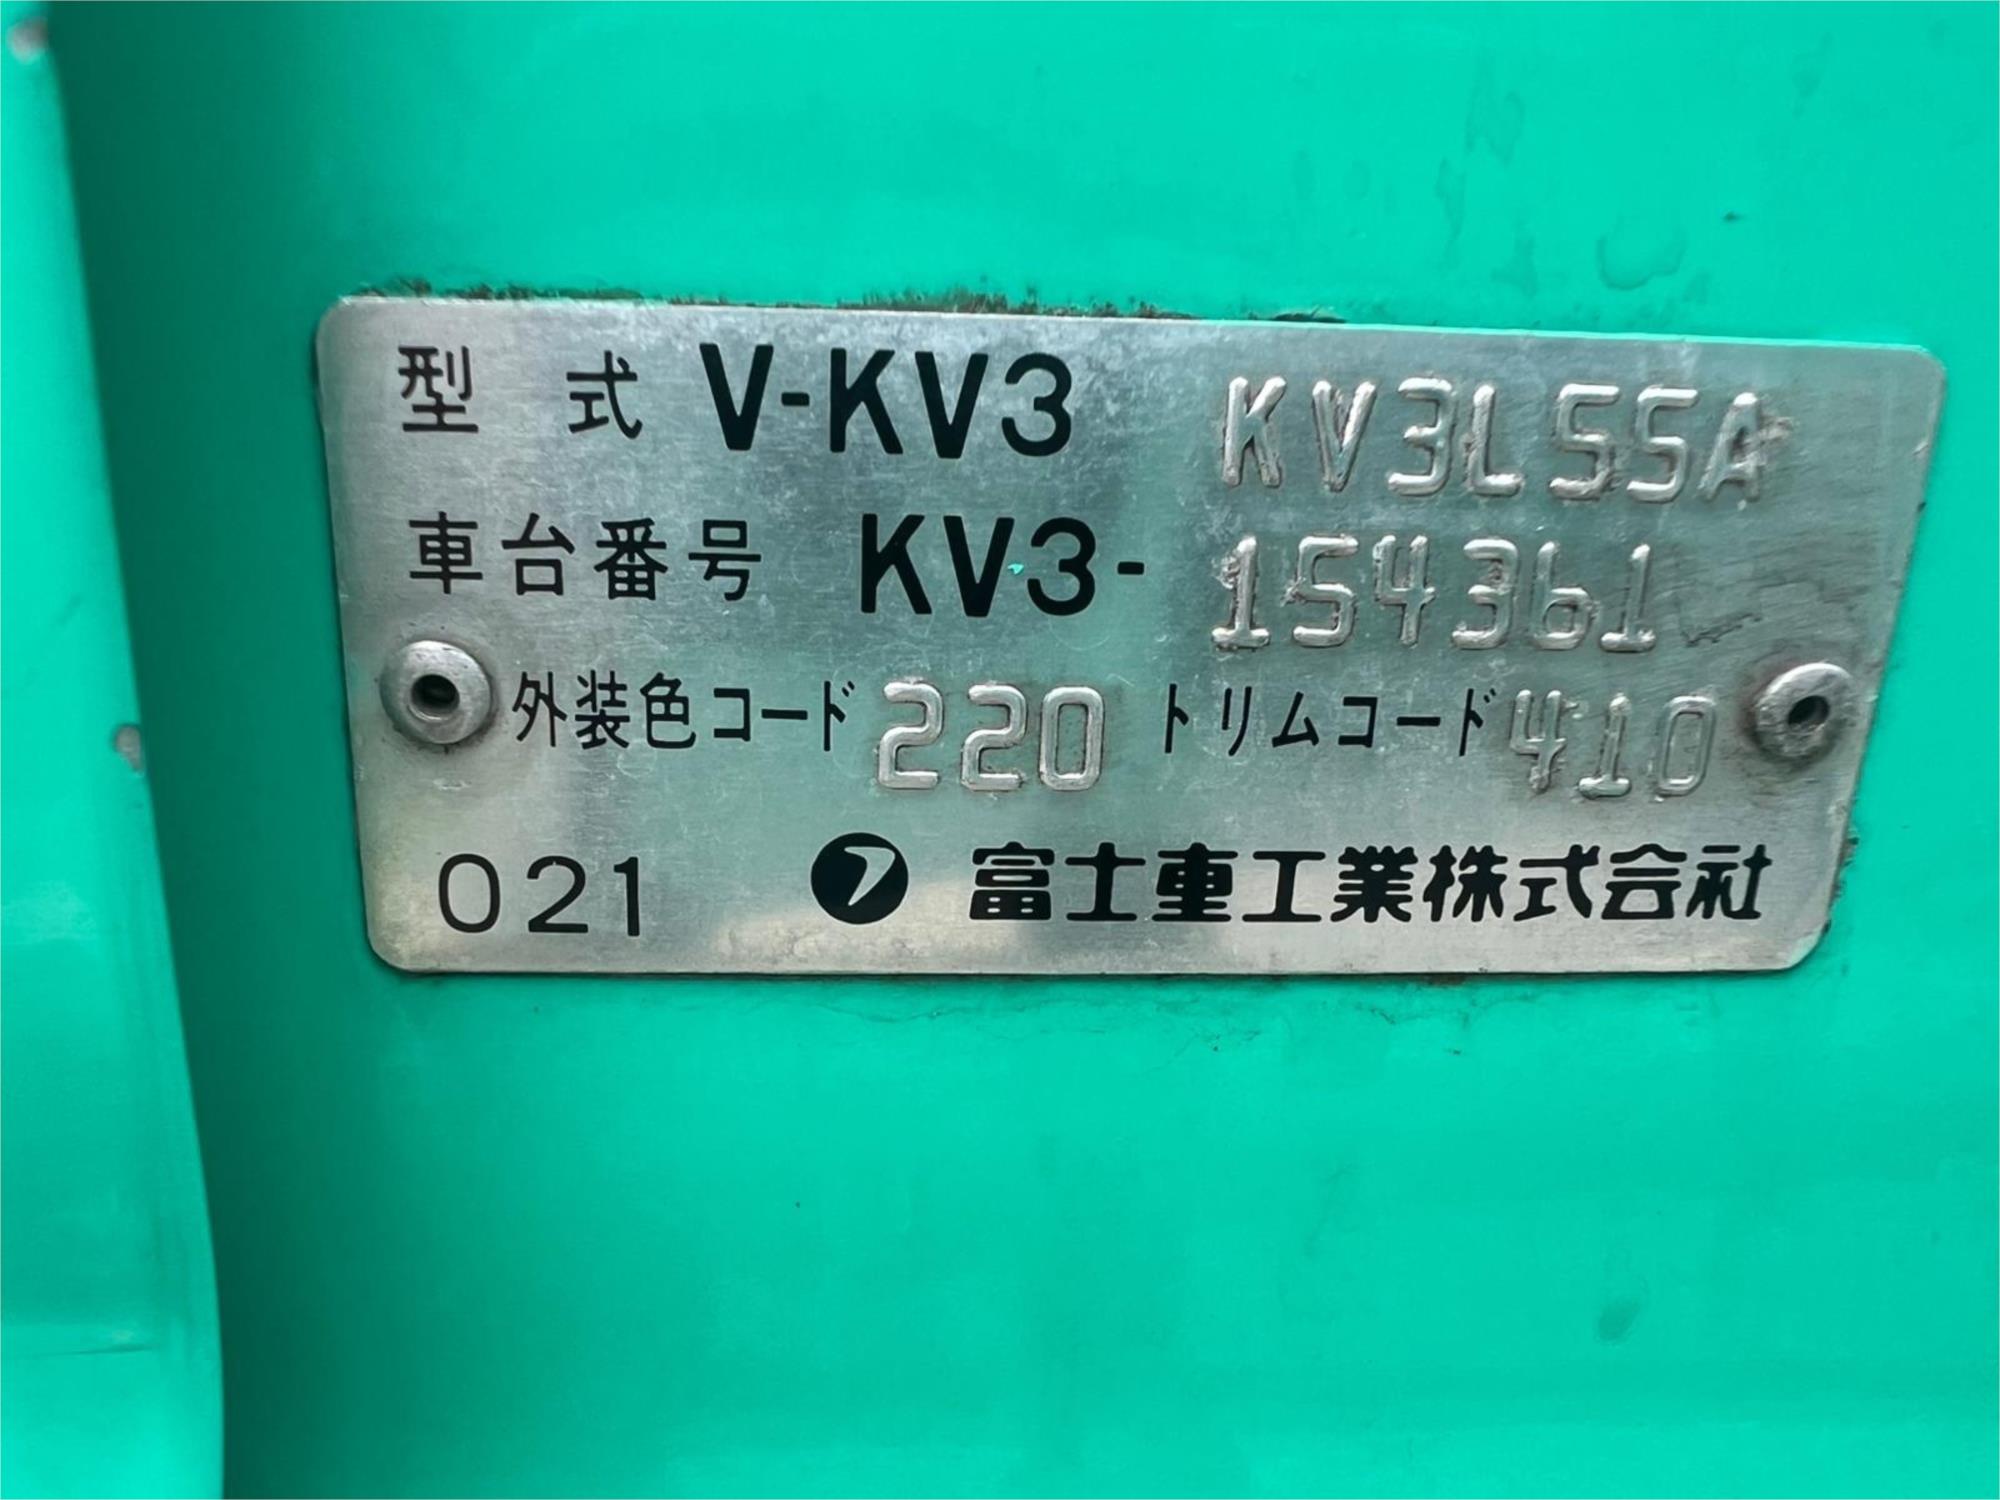 型式 V-KV3 KV3L55A
車台番号 KV3-154361
外装色コード 220 トリムコード 410
021 富士重工業株式会社